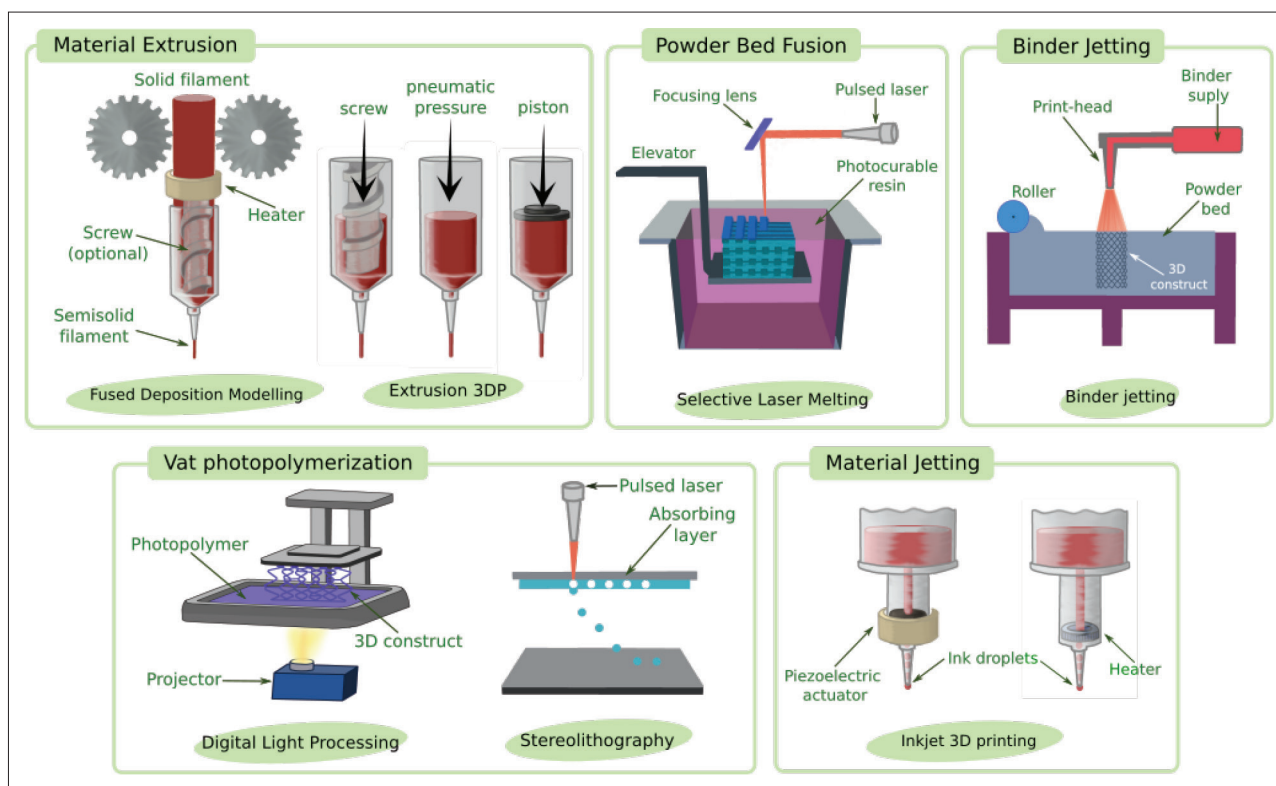 Material Extrusion
Solid filament
screw
pneumatic
pressure
piston
Heater
Screw
(optional)
Semisolid
filament
Fused Deposition Modelling
Extrusion 3DP
Powder Bed Fusion
Focusing lens
Pulsed laser
Elevator
Photocurable
resin
Selective Laser Melting
Binder Jetting
Binder
suply
Print-head
Roller
Powder
bed
3D
construct
Binder jetting
Vat photopolymerization
Photopolymer
3D construct
Projector
Digital Light Processing
Pulsed laser
Absorbing
layer
Stereolithography
Material Jetting
Piezoelectric
actuator
Ink droplets
Heater
Inkjet 3D printing